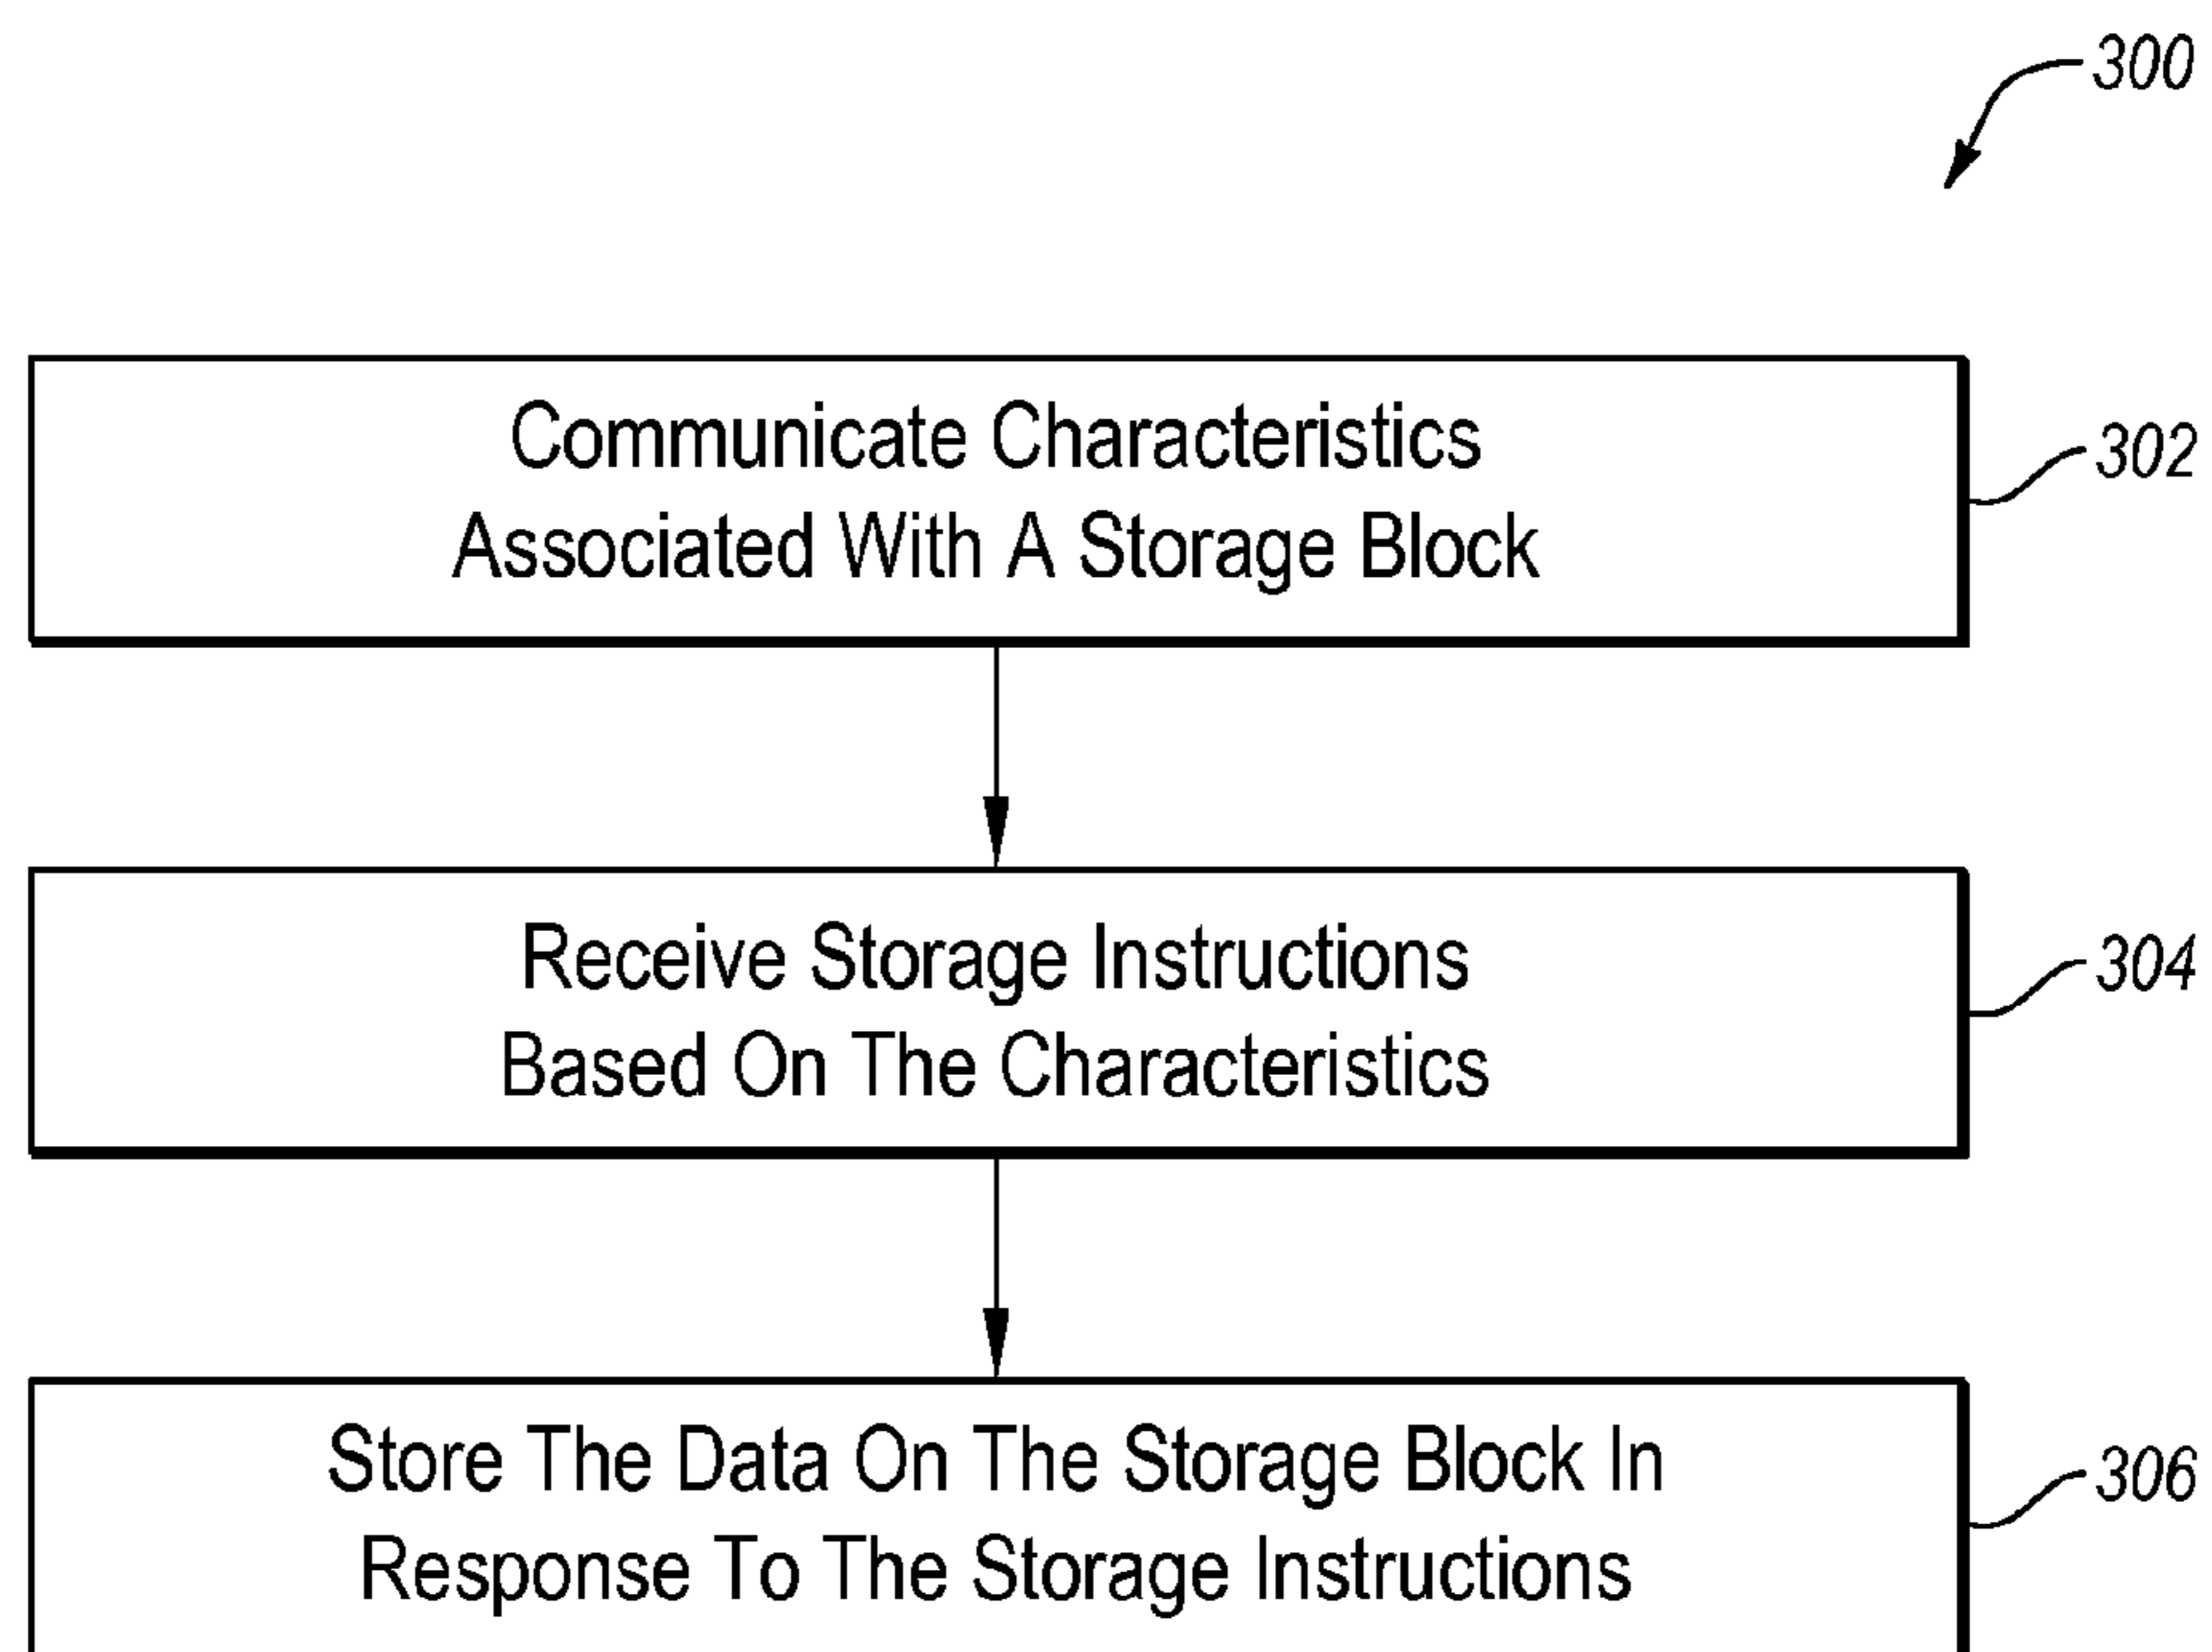 300
Communicate Characteristics
Associated With A Storage Block
302
Receive Storage Instructions
Based On The Characteristics
304
Store The Data On The Storage Block In
Response To The Storage Instructions
306